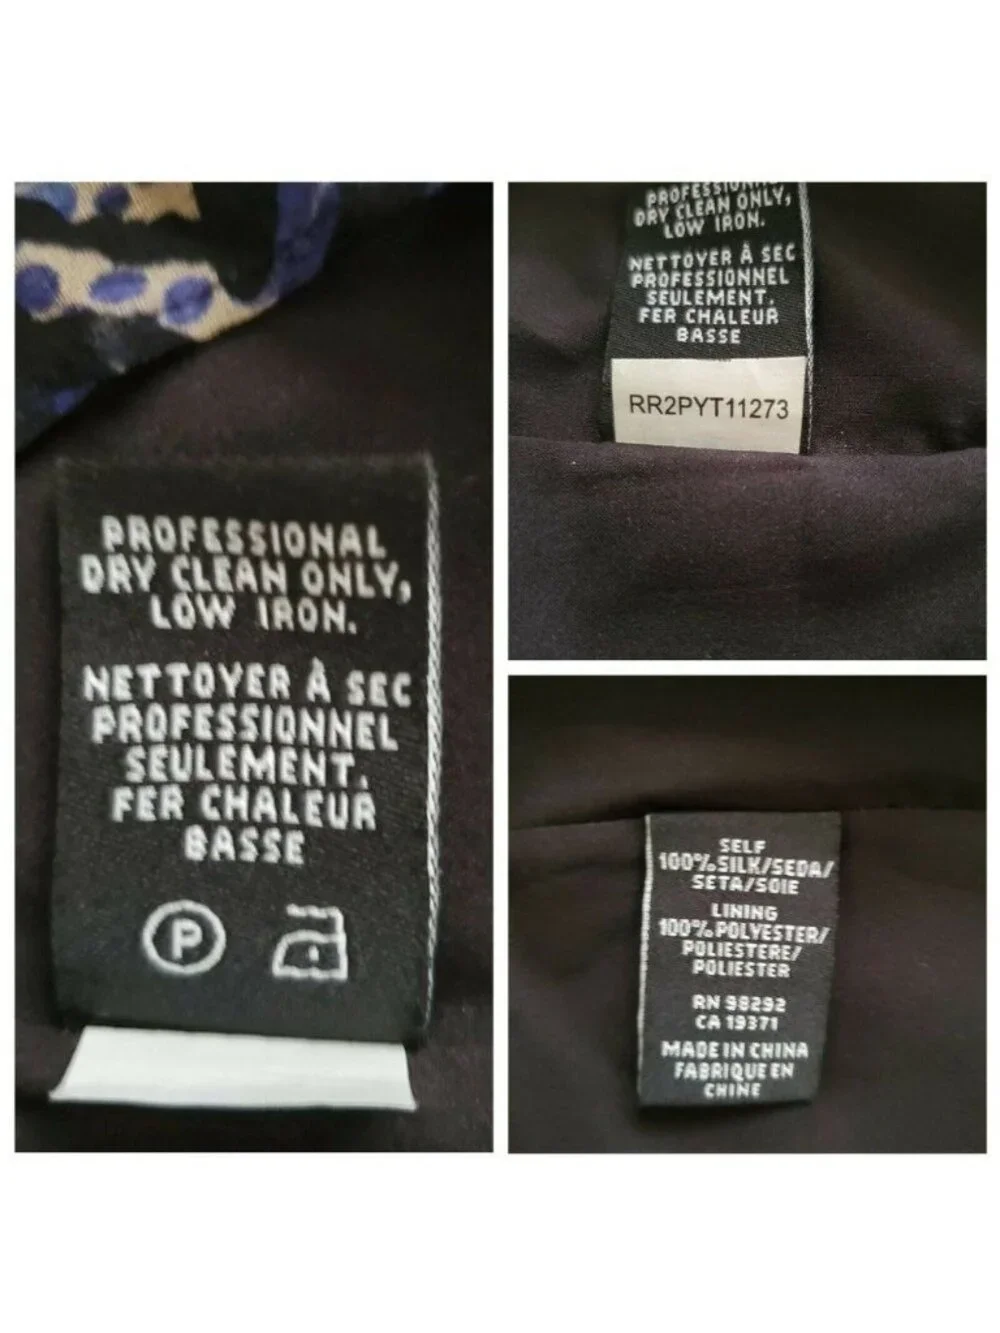 PROFESSIONAL
DRY CLEAN ONLY,
LOW IRON.
NETTOYER À SEC
PROFESSIONNEL
SEULEMENT.
FER CHALEUR
BASSE
P
PROFESSIONAL
DRY CLEAN ONLY,
LOW IRON.
NETTOYER À SEC
PROFESSIONNEL
SEULEMENT.
FER CHALEUR
BASSE
RR2PYT11273
SELF
100% SILK/SEDA/
SETA/SOIE
LINING
100% POLYESTER/
POLIESTERE/
POLIESTER
RN 98292
CA 19371
MADE IN CHINA
FABRIQUE EN
CHINE